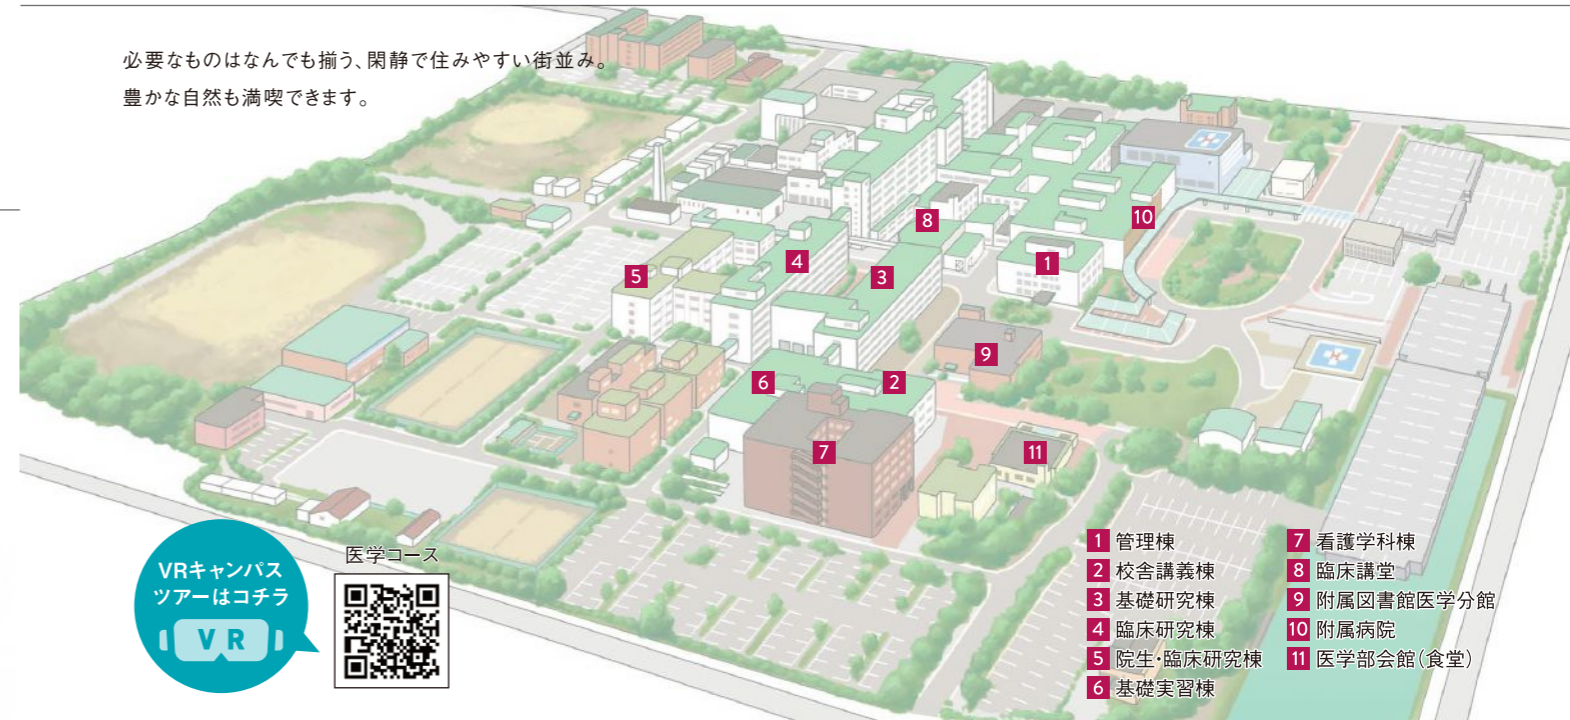 必要なものはなんでも揃う、閑静で住みやすい街並み。
豊かな自然も満喫できます。
8
10
1
4
3
5
9
6
2
7
11
VRキャンパス
ツアーはコチラ
VR
医学コース
1 管理棟
2 校舎講義棟
3 基礎研究棟
4 臨床研究棟
5 院生・臨床研究棟
6 基礎実習棟
7 看護学科棟
8 臨床講堂
9 附属図書館医学分館
10 附属病院
11 医学部会館(食堂)